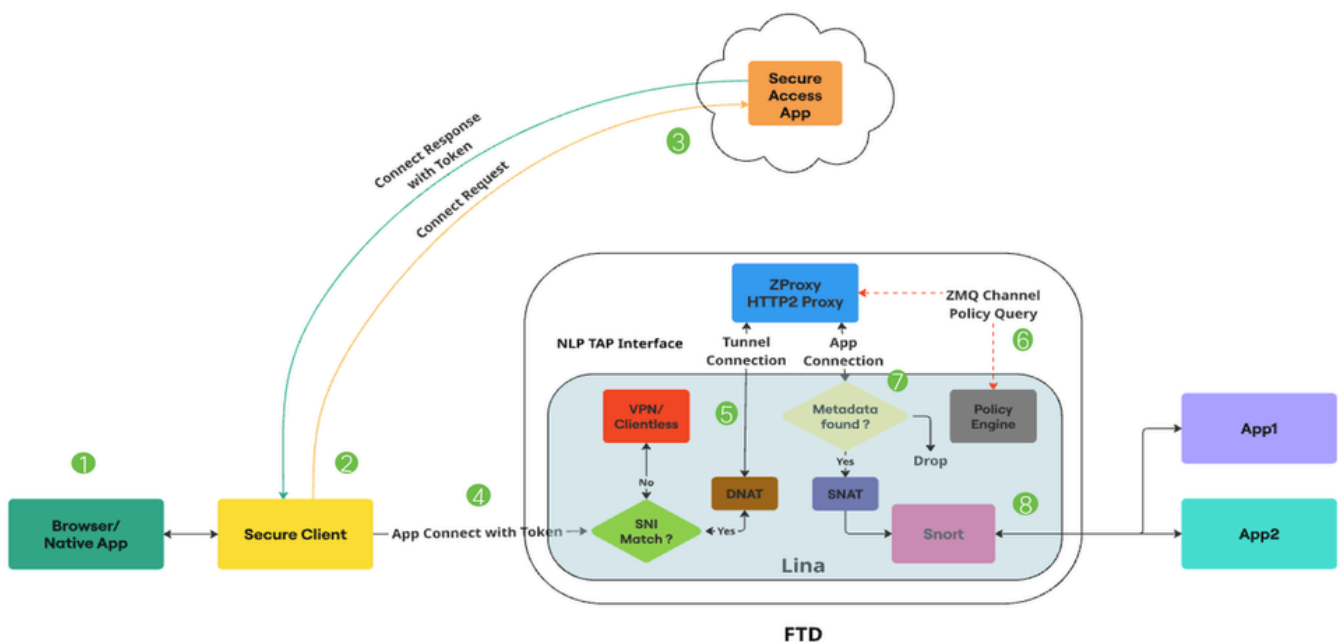 Secure
Access
App
3
Connect Response
with Token
Connect Request
ZProxy
HTTP2 Proxy
ZMQ Channel
Policy Query
6
NLP TAP Interface
Tunnel
Connection
App
Connection
7
VPN/
Clientless
5
Metadata
found ?
Policy
Engine
Drop
Yes
No
DNAT
SNAT
1
2
4
8
Browser/
Native App
Secure Client
App Connect with Token
SNI
Match ?
Yes
Snort
Lina
App1
App2
FTD